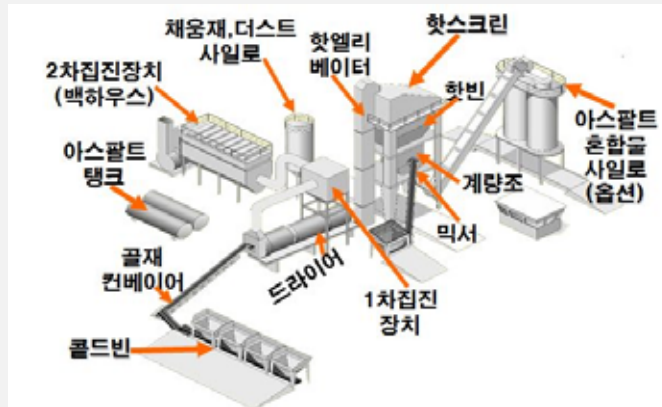 채움재,더스트
사일로
핫엘리
베이터
핫스크린
2차집진장치
(백하우스)
핫빈
아스팔트
혼합물
사일로
(옵션)
아스팔트
탱크
계량조
믹서
골재
컨베이어
드라이어
1차집진
장치
콜드빈